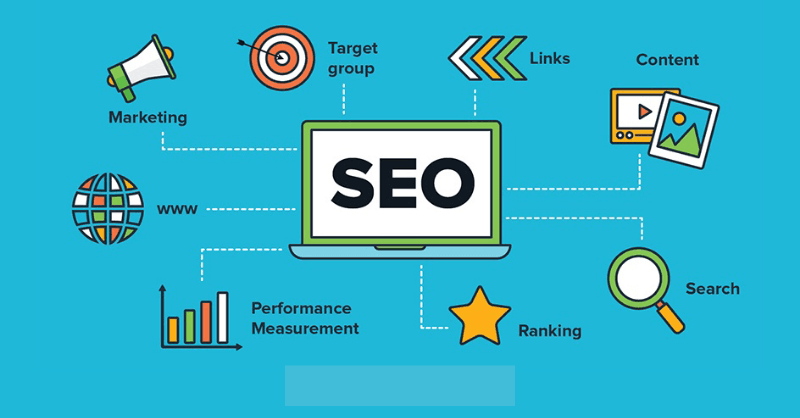 Target
group
Links
Content
Marketing
SEO
www
Search
Performance
Measurement
Ranking